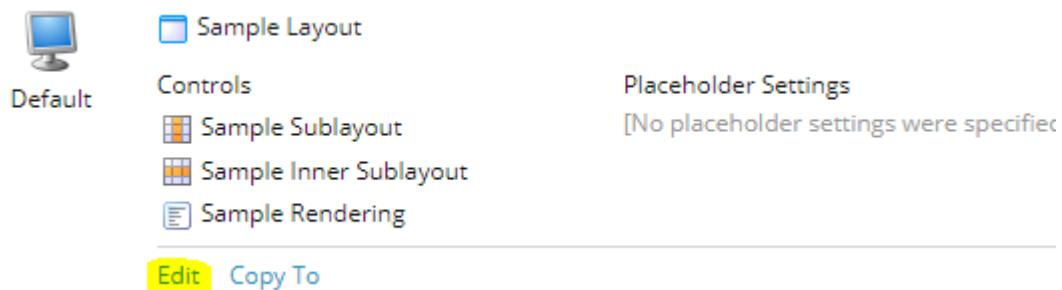 Sample Layout
Default
Controls
Placeholder Settings
Sample Sublayout
[No placeholder settings were specified
Sample Inner Sublayout
Sample Rendering
Edit Copy To